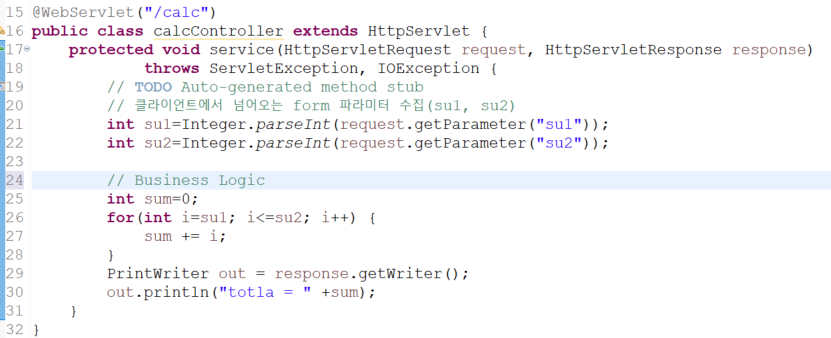 15 @WebServlet("/calc")
16 public class calcController extends HttpServlet {
17     protected void service(HttpServletRequest request, HttpServletResponse response)
18             throws ServletException, IOException {
19         // TODO Auto-generated method stub
20         // 클라이언트에서 넘어오는 form 파라미터 수집(su1, su2)
21         int su1=Integer.parseInt(request.getParameter("su1"));
22         int su2=Integer.parseInt(request.getParameter("su2"));
23
24         // Business Logic
25         int sum=0;
26         for(int i=su1; i<=su2; i++) {
27             sum += i;
28         }
29         PrintWriter out = response.getWriter();
30         out.println("totla = " +sum);
31     }
32 }